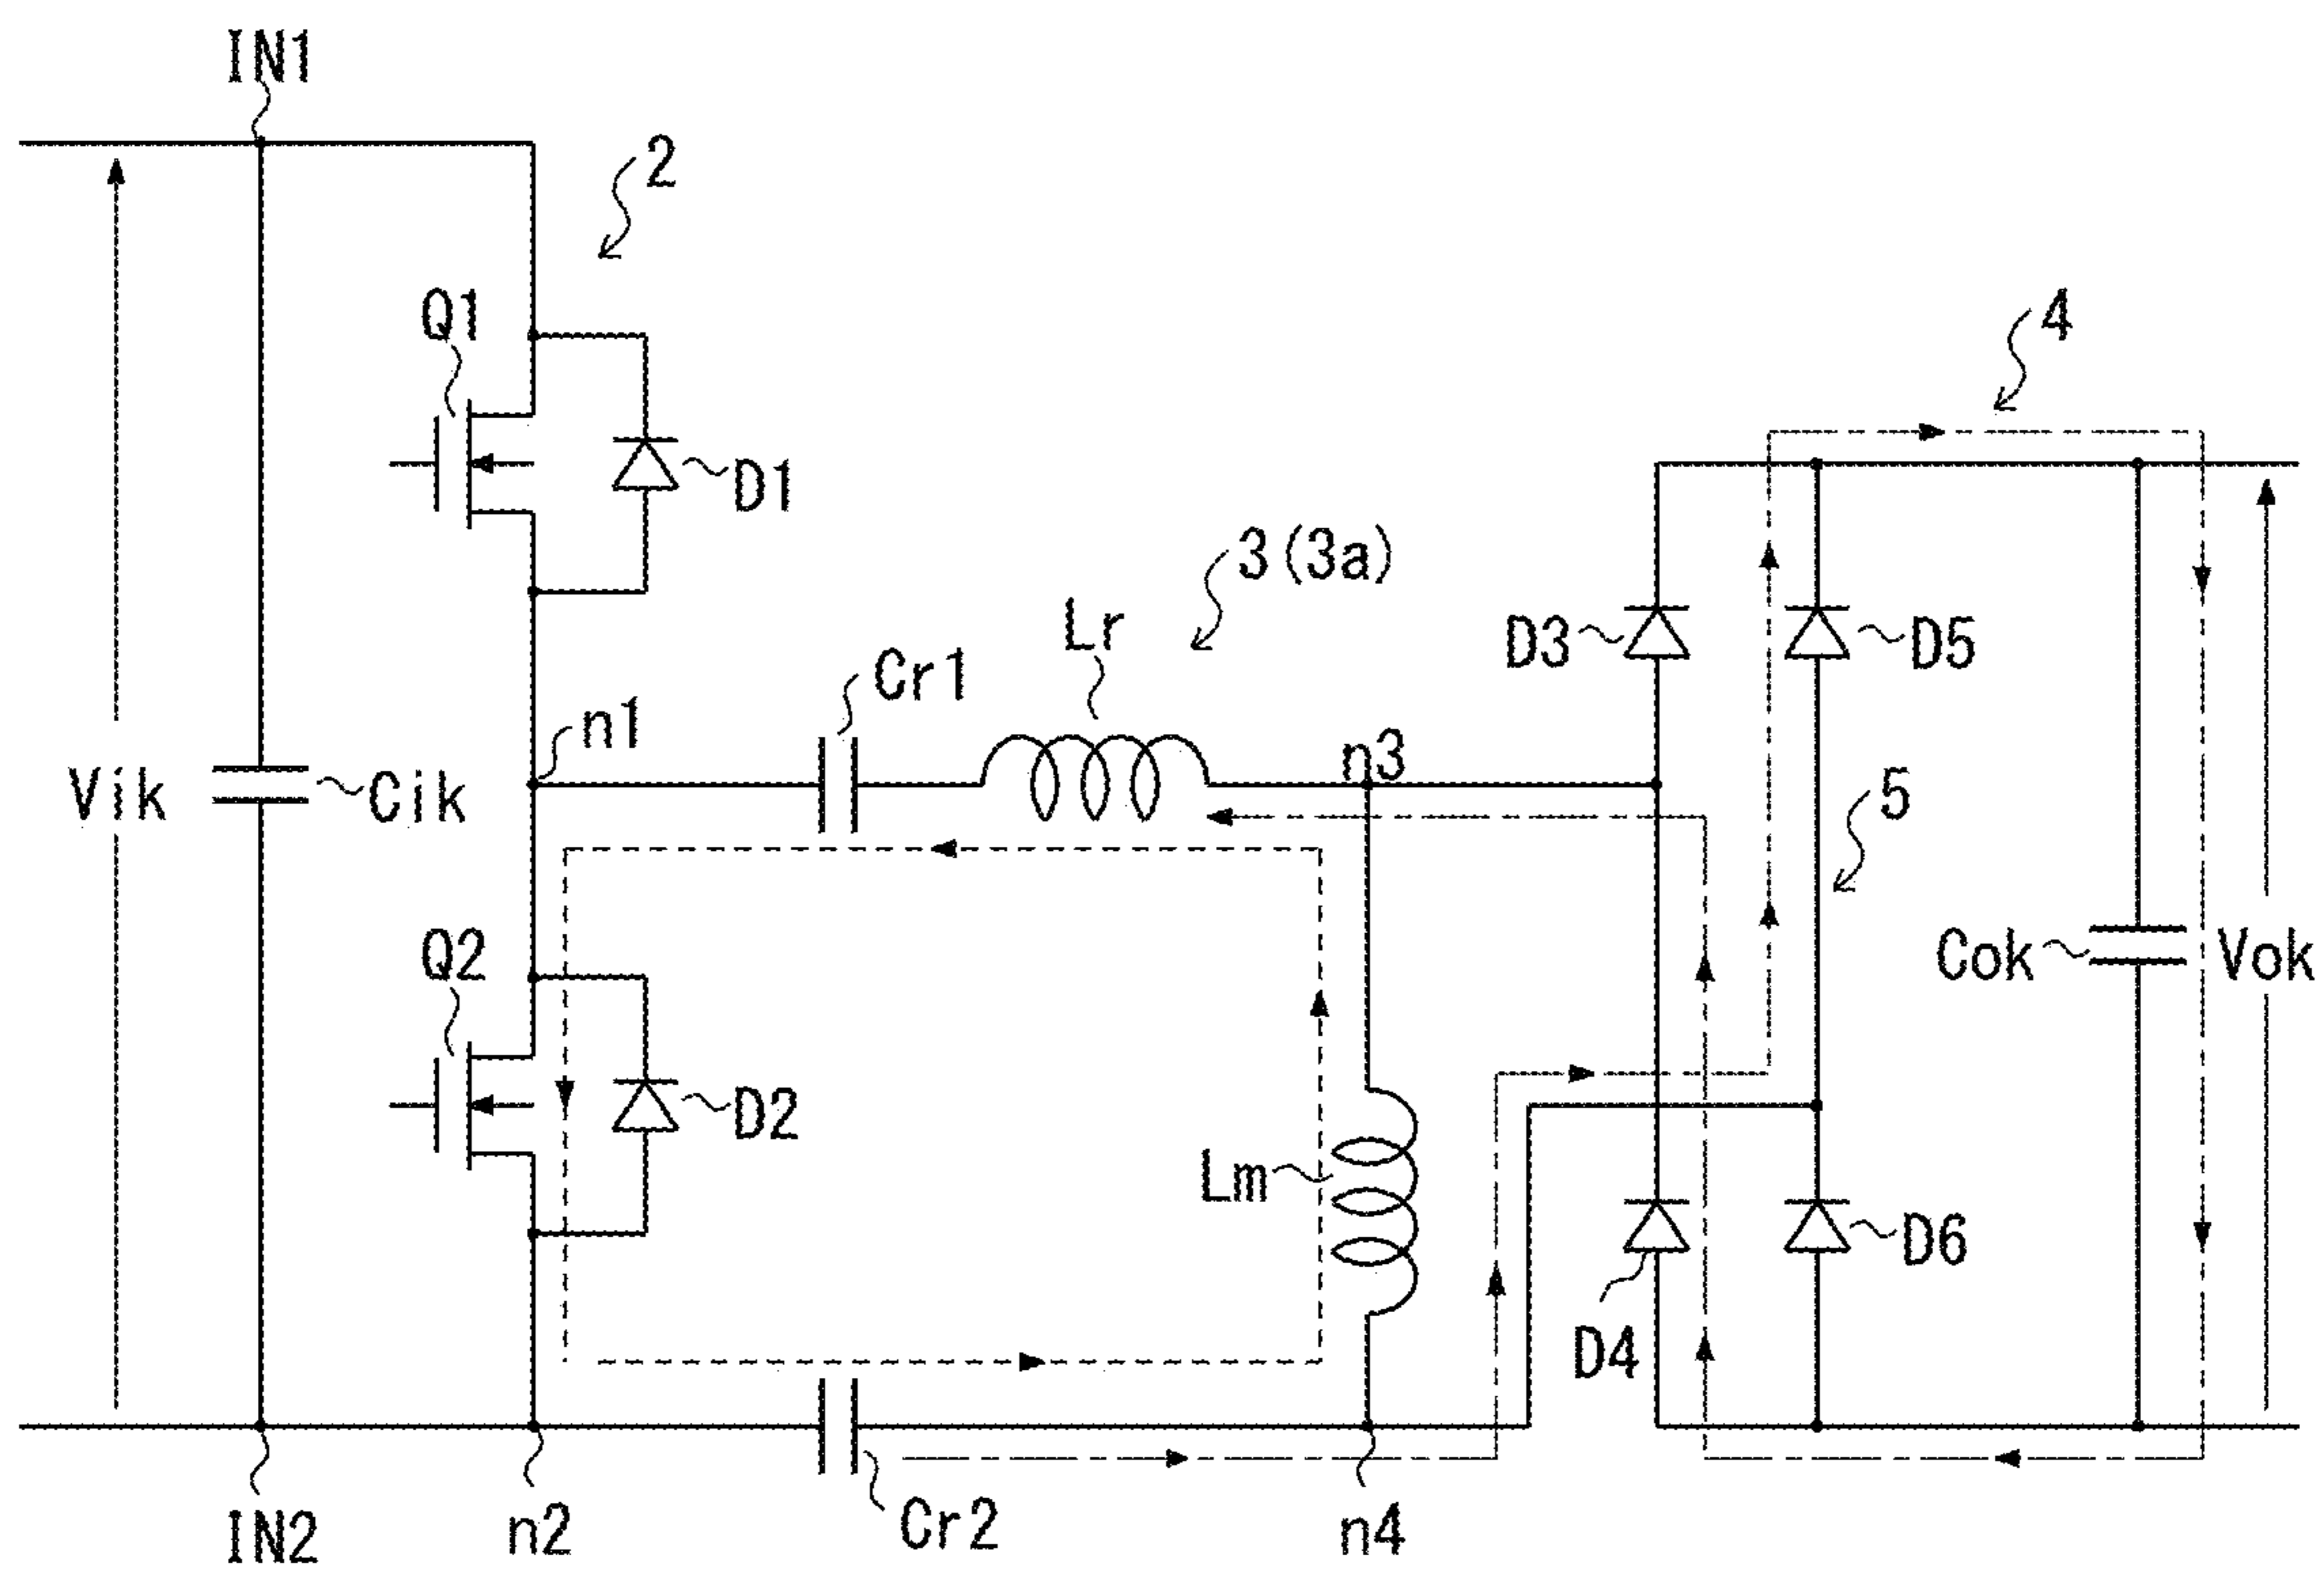 IN1
2
Q1
4
D1
3(3a)
Lr
D3
D5
Cr1
n1
n3
Vik
Cik
5
Q2
Cok
Vok
D2
Lm
D6
D4
Cr2
IN2
n2
n4